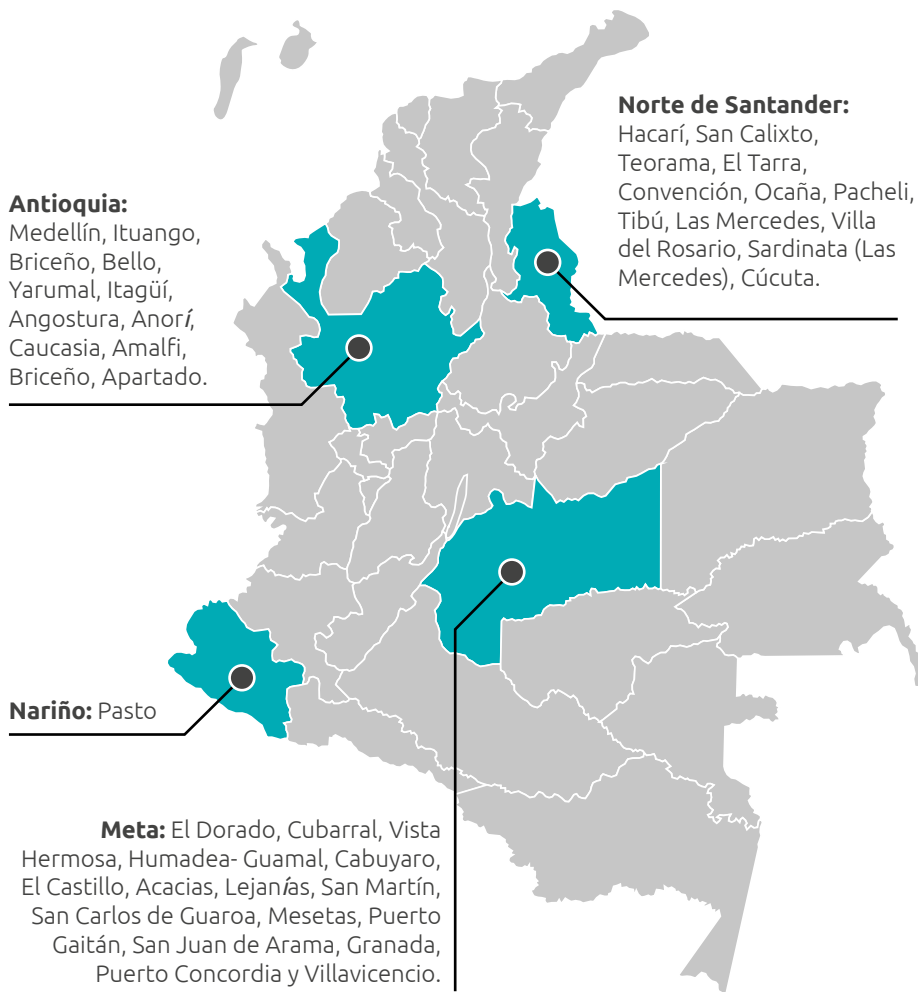 Norte de Santander:
Hacarí, San Calixto,
Teorama, El Tarra,
Convención, Ocaña, Pacheli,
Tibú, Las Mercedes, Villa
del Rosario, Sardinata (Las
Mercedes), Cúcuta.
Antioquia:
Medellín, Ituango,
Briceño, Bello,
Yarumal, Itagüí,
Angostura, Anorí,
Caucasia, Amalfi,
Briceño, Apartado.
Nariño: Pasto
Meta: El Dorado, Cubarral, Vista
Hermosa, Humadea- Guamal, Cabuyaro,
El Castillo, Acacias, Lejanías, San Martín,
San Carlos de Guaroa, Mesetas, Puerto
Gaitán, San Juan de Arama, Granada,
Puerto Concordia y Villavicencio.